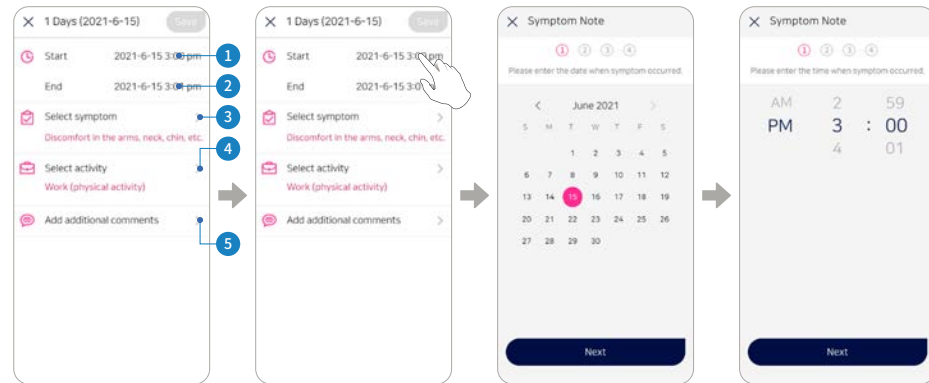 1 Days (2021-6-15)
Save
Start 2021-6-15 3:00 pm
1
End 2021-6-15 3:01 pm
2
Select symptom
3
Discomfort in the arms, neck, chin, etc.
4
Select activity
Work (physical activity)
Add additional comments
5
1 Days (2021-6-15)
Save
Start 2021-6-15 3:00 pm
End 2021-6-15 3:0
Select symptom
Discomfort in the arms, neck, chin, etc.
Select activity
Work (physical activity)
Add additional comments
Symptom Note
1 2 3 4
Please enter the date when symptom occurred.
June 2021
S M T W T F S
1 2 3 4 5
6 7 8 9 10 11 12
13 14 15 16 17 18 19
20 21 22 23 24 25 26
27 28 29 30
Next
Symptom Note
1 2 3 4
Please enter the time when symptom occurred.
AM 2 59
PM 3 : 00
4 01
Next